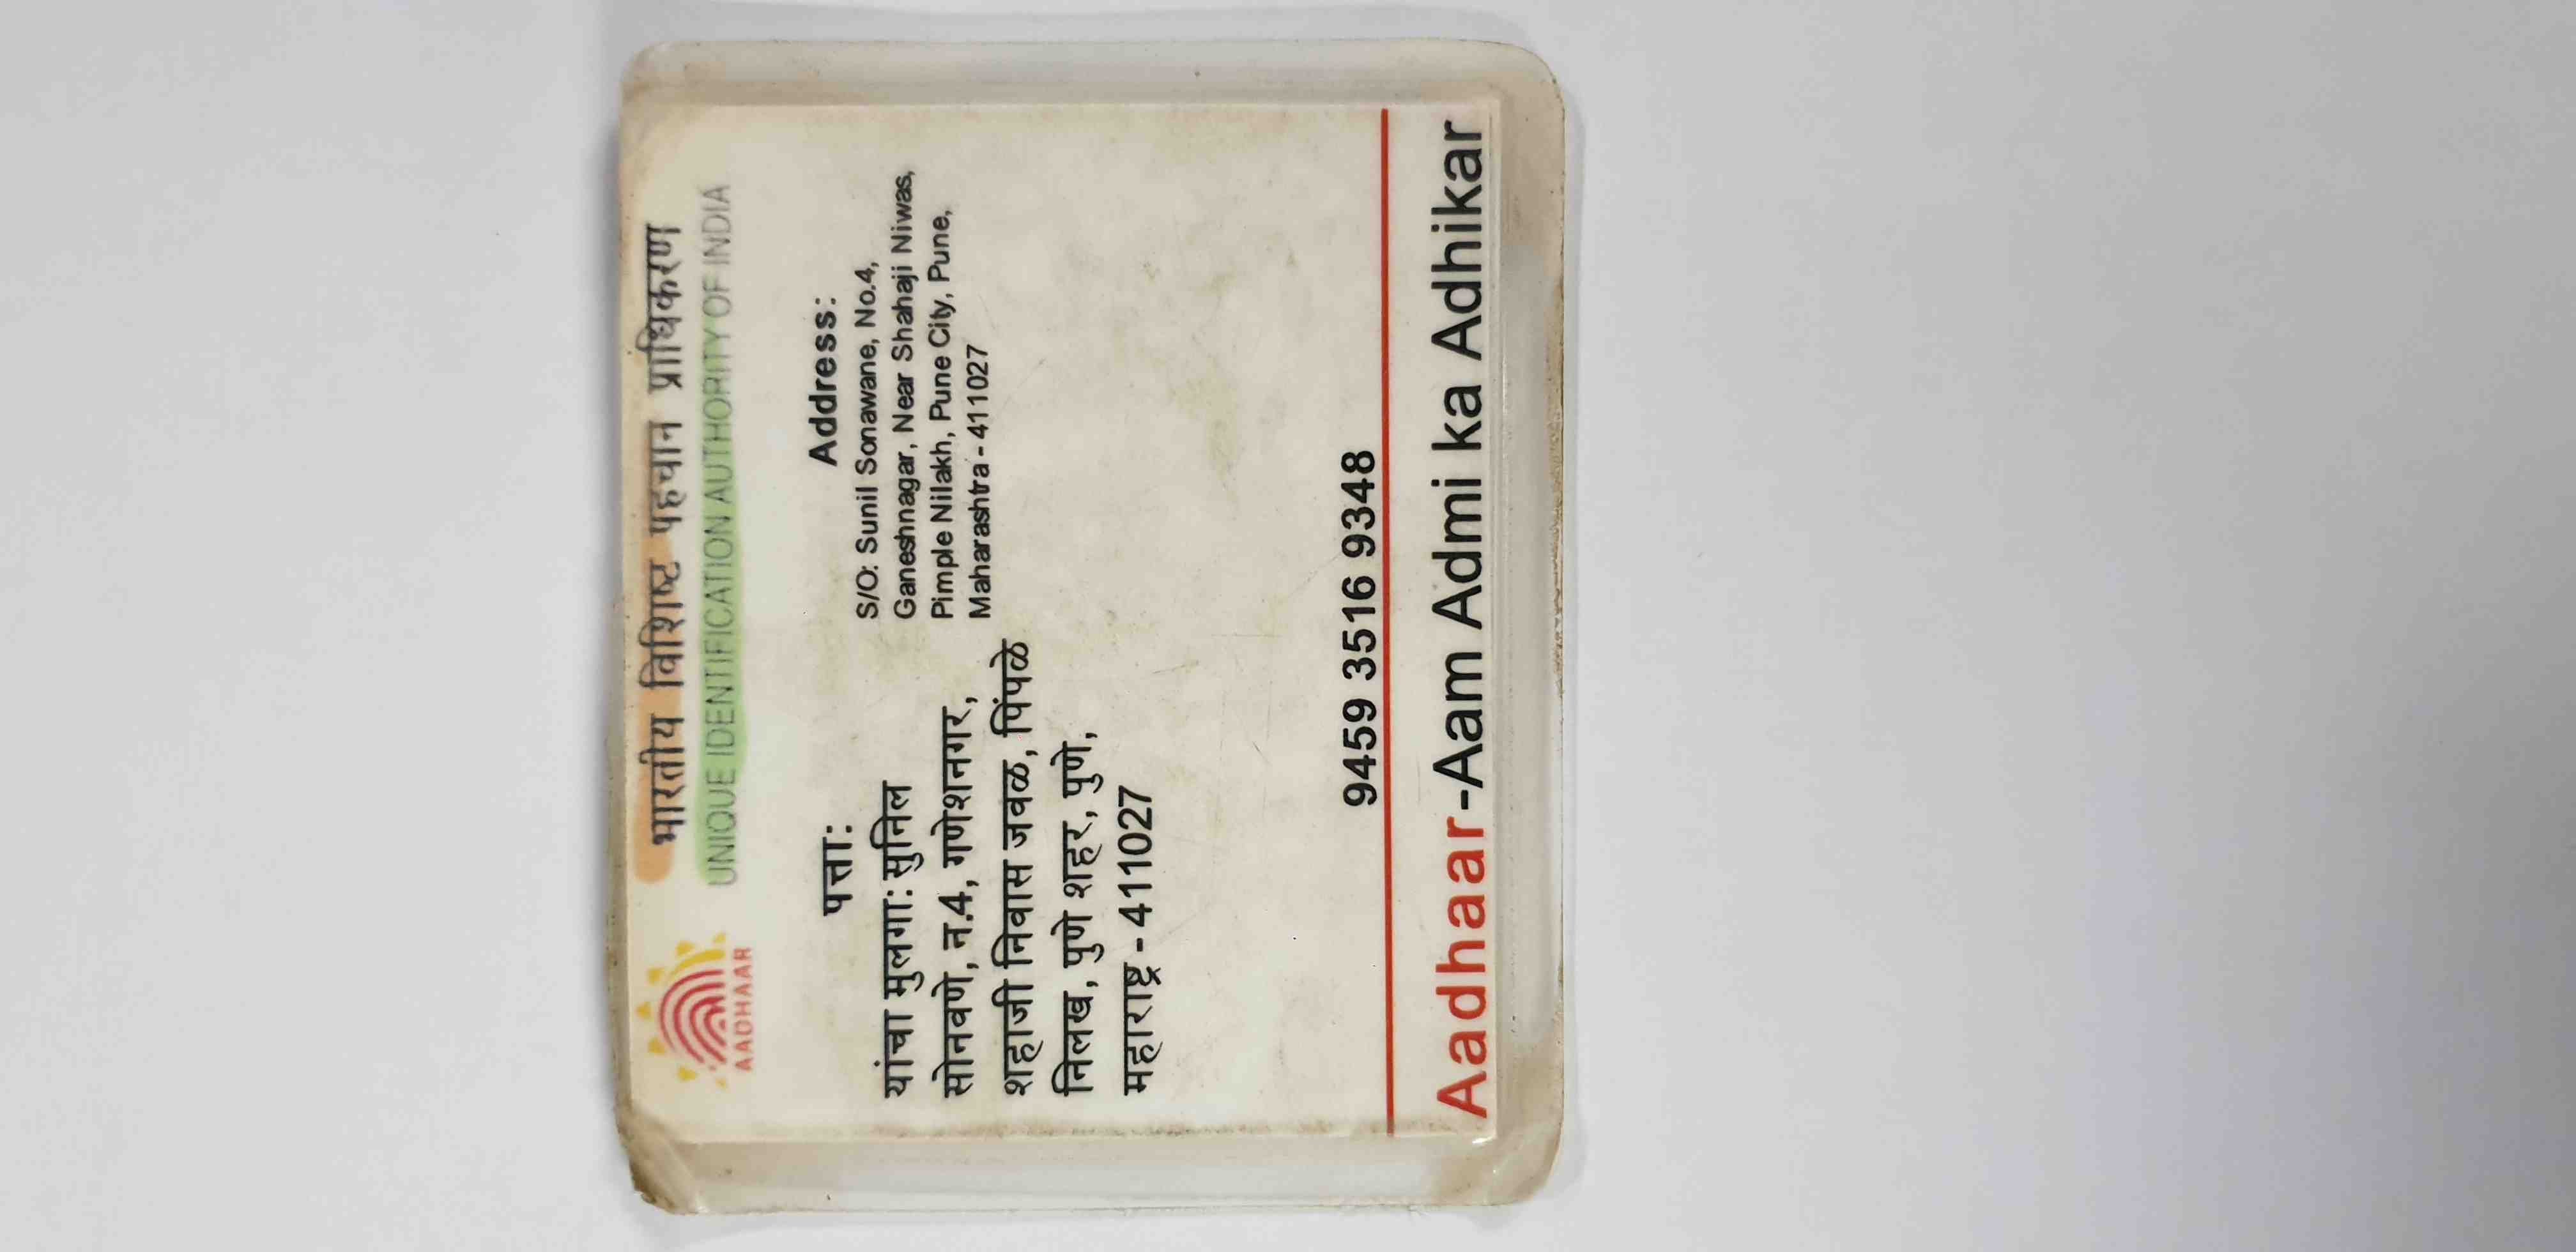 भारतीय विशिष्ट पहचान प्राधिकरण
UNIQUE IDENTIFICATION AUTHORITY OF INDIA
AADHAAR
पत्ता:
यांचा मुलगा: सुनिल
सोनवणे, न.4, गणेशनगर,
शहाजी निवास जवळ, पिंपळे
निलख, पुणे शहर, पुणे,
महाराष्ट्र - 411027
Address:
S/O: Sunil Sonawane, No.4,
Ganeshnagar, Near Shahaji Niwas,
Pimple Nilakh, Pune City, Pune,
Maharashtra - 411027
9459 3516 9348
Aadhaar-Aam Admi ka Adhikar